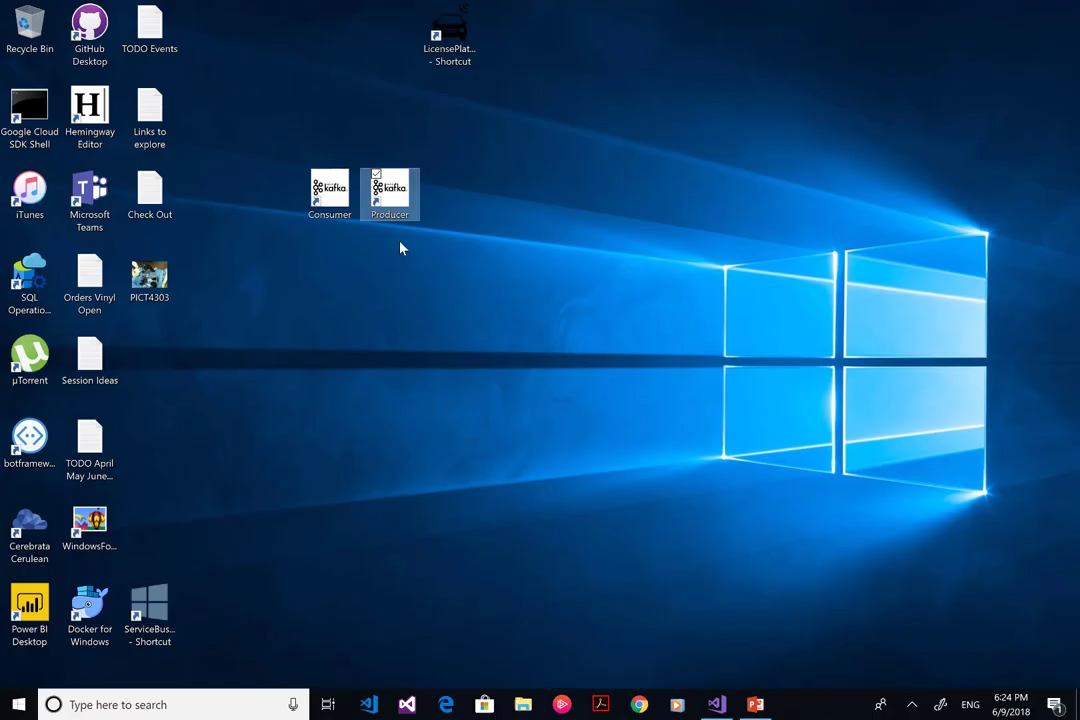 Recycle Bin
GitHub
Desktop
TODO Events
LicensePlat...
- Shortcut
Google Cloud
SDK Shell
H
Hemingway
Editor
Links to
explore
kafka
Consumer
kafka
Producer
iTunes
T
Microsoft
Teams
Check Out
SQL
Operatio...
Orders Vinyl
Open
PICT4303
µ
µTorrent
Session Ideas
botframew...
TODO April
May June...
Cerebrata
Cerulean
WindowsFo...
Power BI
Desktop
Docker for
Windows
ServiceBus...
- Shortcut
Type here to search
ENG
6:24 PM
6/9/2018
1